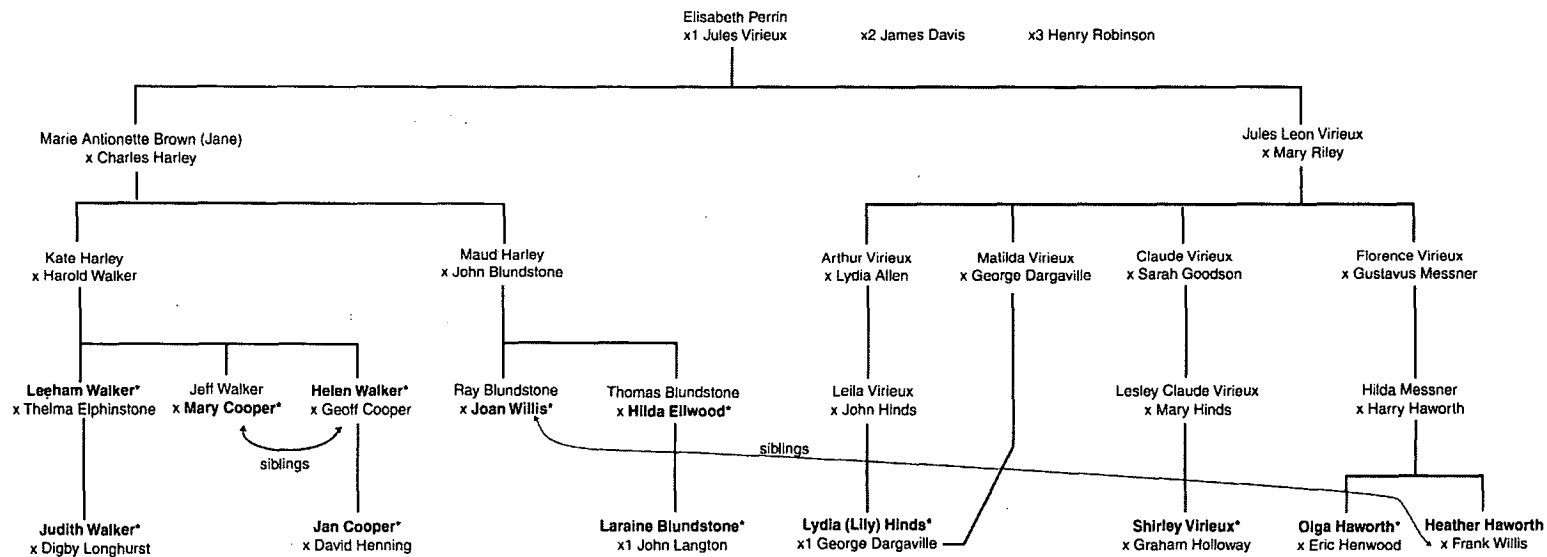 Elisabeth Perrin
x1 Jules Virieux x2 James Davis x3 Henry Robinson
Marie Antionette Brown (Jane)
x Charles Harley
Jules Leon Virieux
x Mary Riley
Kate Harley
x Harold Walker
Maud Harley
x John Blundstone
Arthur Virieux
x Lydia Allen
Matilda Virieux
x George Dargaville
Claude Virieux
x Sarah Goodson
Florence Virieux
x Gustavus Messner
Leeham Walker*
x Thelma Elphinstone
Jeff Walker
x Mary Cooper*
Helen Walker*
x Geoff Cooper
Ray Blundstone
x Joan Willis*
Thomas Blundstone
x Hilda Ellwood*
Leila Virieux
x John Hinds
Lesley Claude Virieux
x Mary Hinds
Hilda Messner
x Harry Haworth
siblings
siblings
Judith Walker*
x Digby Longhurst
Jan Cooper*
x David Henning
Laraine Blundstone*
x1 John Langton
Lydia (Lily) Hinds*
x1 George Dargaville
Shirley Virieux*
x Graham Holloway
Olga Haworth*
x Eric Henwood
Heather Haworth
x Frank Willis